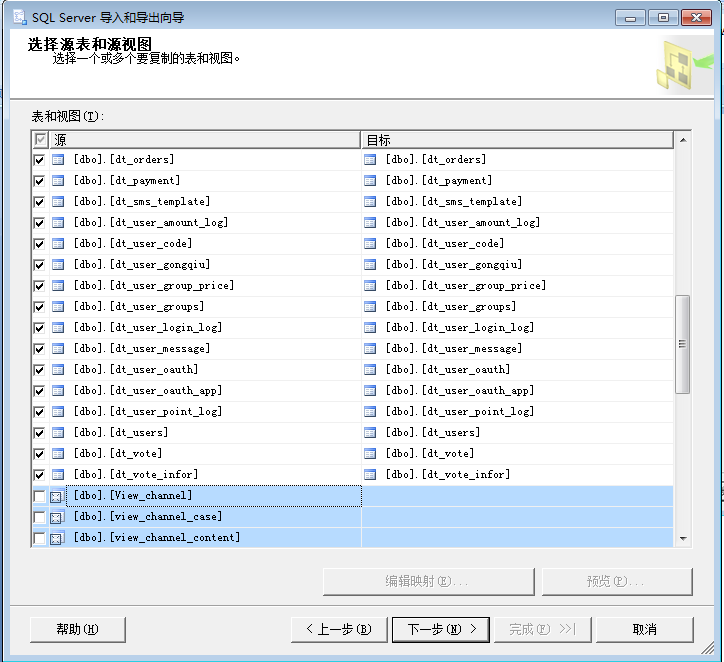 SQL Server 导入和导出向导
选择源表和源视图
选择一个或多个要复制的表和视图。
表和视图(T):
源 目标
[dbo].[dt_orders] [dbo].[dt_orders]
[dbo].[dt_payment] [dbo].[dt_payment]
[dbo].[dt_sms_template] [dbo].[dt_sms_template]
[dbo].[dt_user_amount_log] [dbo].[dt_user_amount_log]
[dbo].[dt_user_code] [dbo].[dt_user_code]
[dbo].[dt_user_gongqiu] [dbo].[dt_user_gongqiu]
[dbo].[dt_user_group_price] [dbo].[dt_user_group_price]
[dbo].[dt_user_groups] [dbo].[dt_user_groups]
[dbo].[dt_user_login_log] [dbo].[dt_user_login_log]
[dbo].[dt_user_message] [dbo].[dt_user_message]
[dbo].[dt_user_oauth] [dbo].[dt_user_oauth]
[dbo].[dt_user_oauth_app] [dbo].[dt_user_oauth_app]
[dbo].[dt_user_point_log] [dbo].[dt_user_point_log]
[dbo].[dt_users] [dbo].[dt_users]
[dbo].[dt_vote] [dbo].[dt_vote]
[dbo].[dt_vote_infor] [dbo].[dt_vote_infor]
[dbo].[View_channel]
[dbo].[view_channel_case]
[dbo].[view_channel_content]
编辑映射(E)... 预览(P)...
帮助(H) < 上一步(B) 下一步(N) > 完成(F) >>| 取消